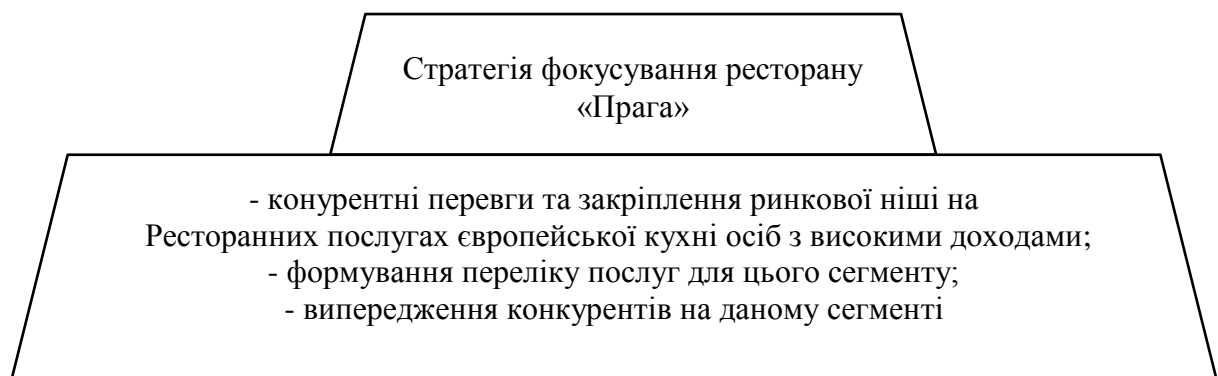 Стратегія фокусування ресторану
«Прага»
- конурентні перевги та закріплення ринкової ніші на
Ресторанних послугах європейської кухні осіб з високими доходами;
- формування переліку послуг для цього сегменту;
- випередження конкурентів на даному сегменті